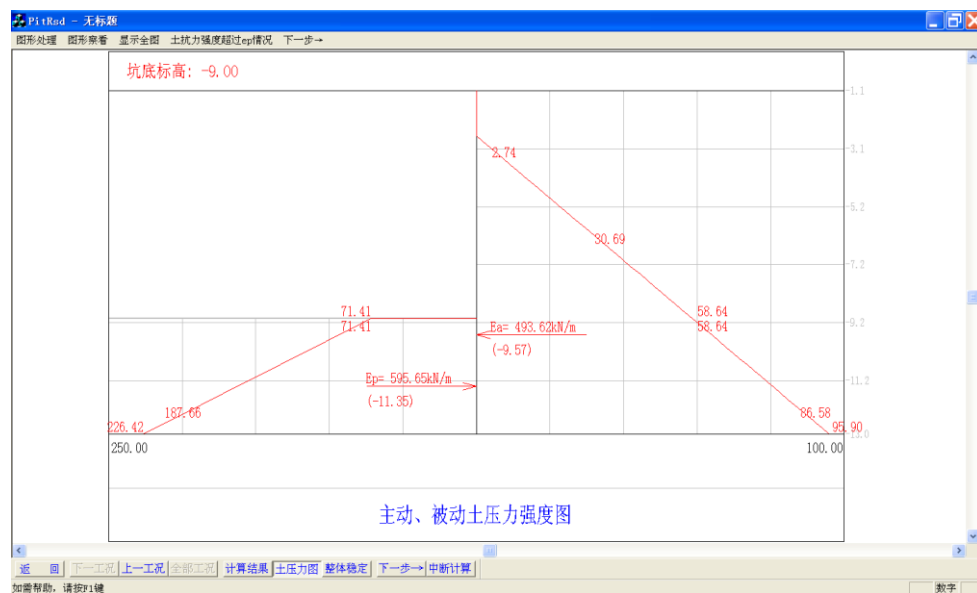 PitRsd - 无标题
图形处理 图形察看 显示全图 土抗力强度超过ep情况 下一步→
坑底标高: -9.00
-1.1
2.74
-3.1
-5.2
30.69
-7.2
71.41
58.64
71.41
Ea= 493.62kN/m
58.64
-9.2
(-9.57)
Ep= 595.65kN/m
-11.2
(-11.35)
187.66
86.58
226.42
95.90
-13.0
250.00
100.00
主动、被动土压力强度图
返 回 下一工况 上一工况 全部工况 计算结果 土压力图 整体稳定 下一步→ 中断计算
如需帮助，请按F1键
数字